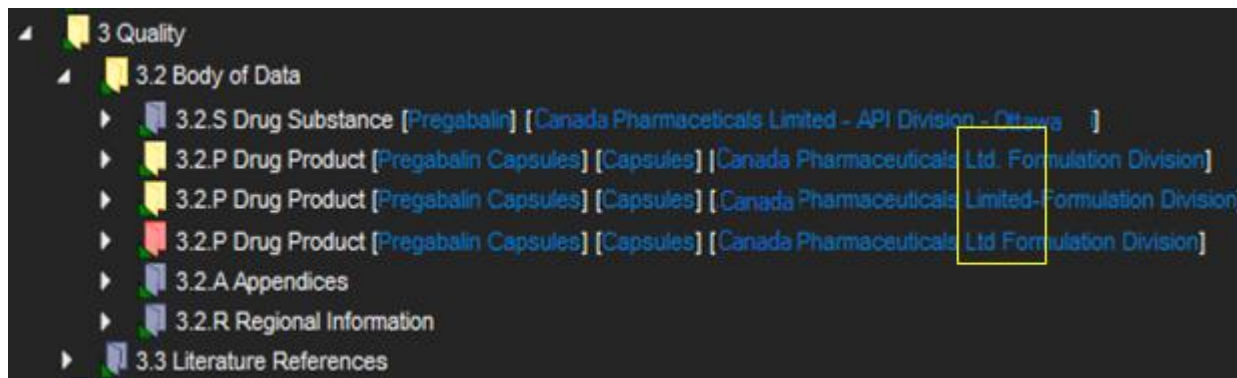 3 Quality
3.2 Body of Data
3.2.S Drug Substance [Pregabalin] [Canada Pharmaceuticals Limited - API Division - Ottawa ]
3.2.P Drug Product [Pregabalin Capsules] [Capsules] [Canada Pharmaceuticals Ltd. Formulation Division]
3.2.P Drug Product [Pregabalin Capsules] [Capsules] [Canada Pharmaceuticals Limited-Formulation Division
3.2.P Drug Product [Pregabalin Capsules] [Capsules] [Canada Pharmaceuticals Ltd Formulation Division]
3.2.A Appendices
3.2.R Regional Information
3.3 Literature References